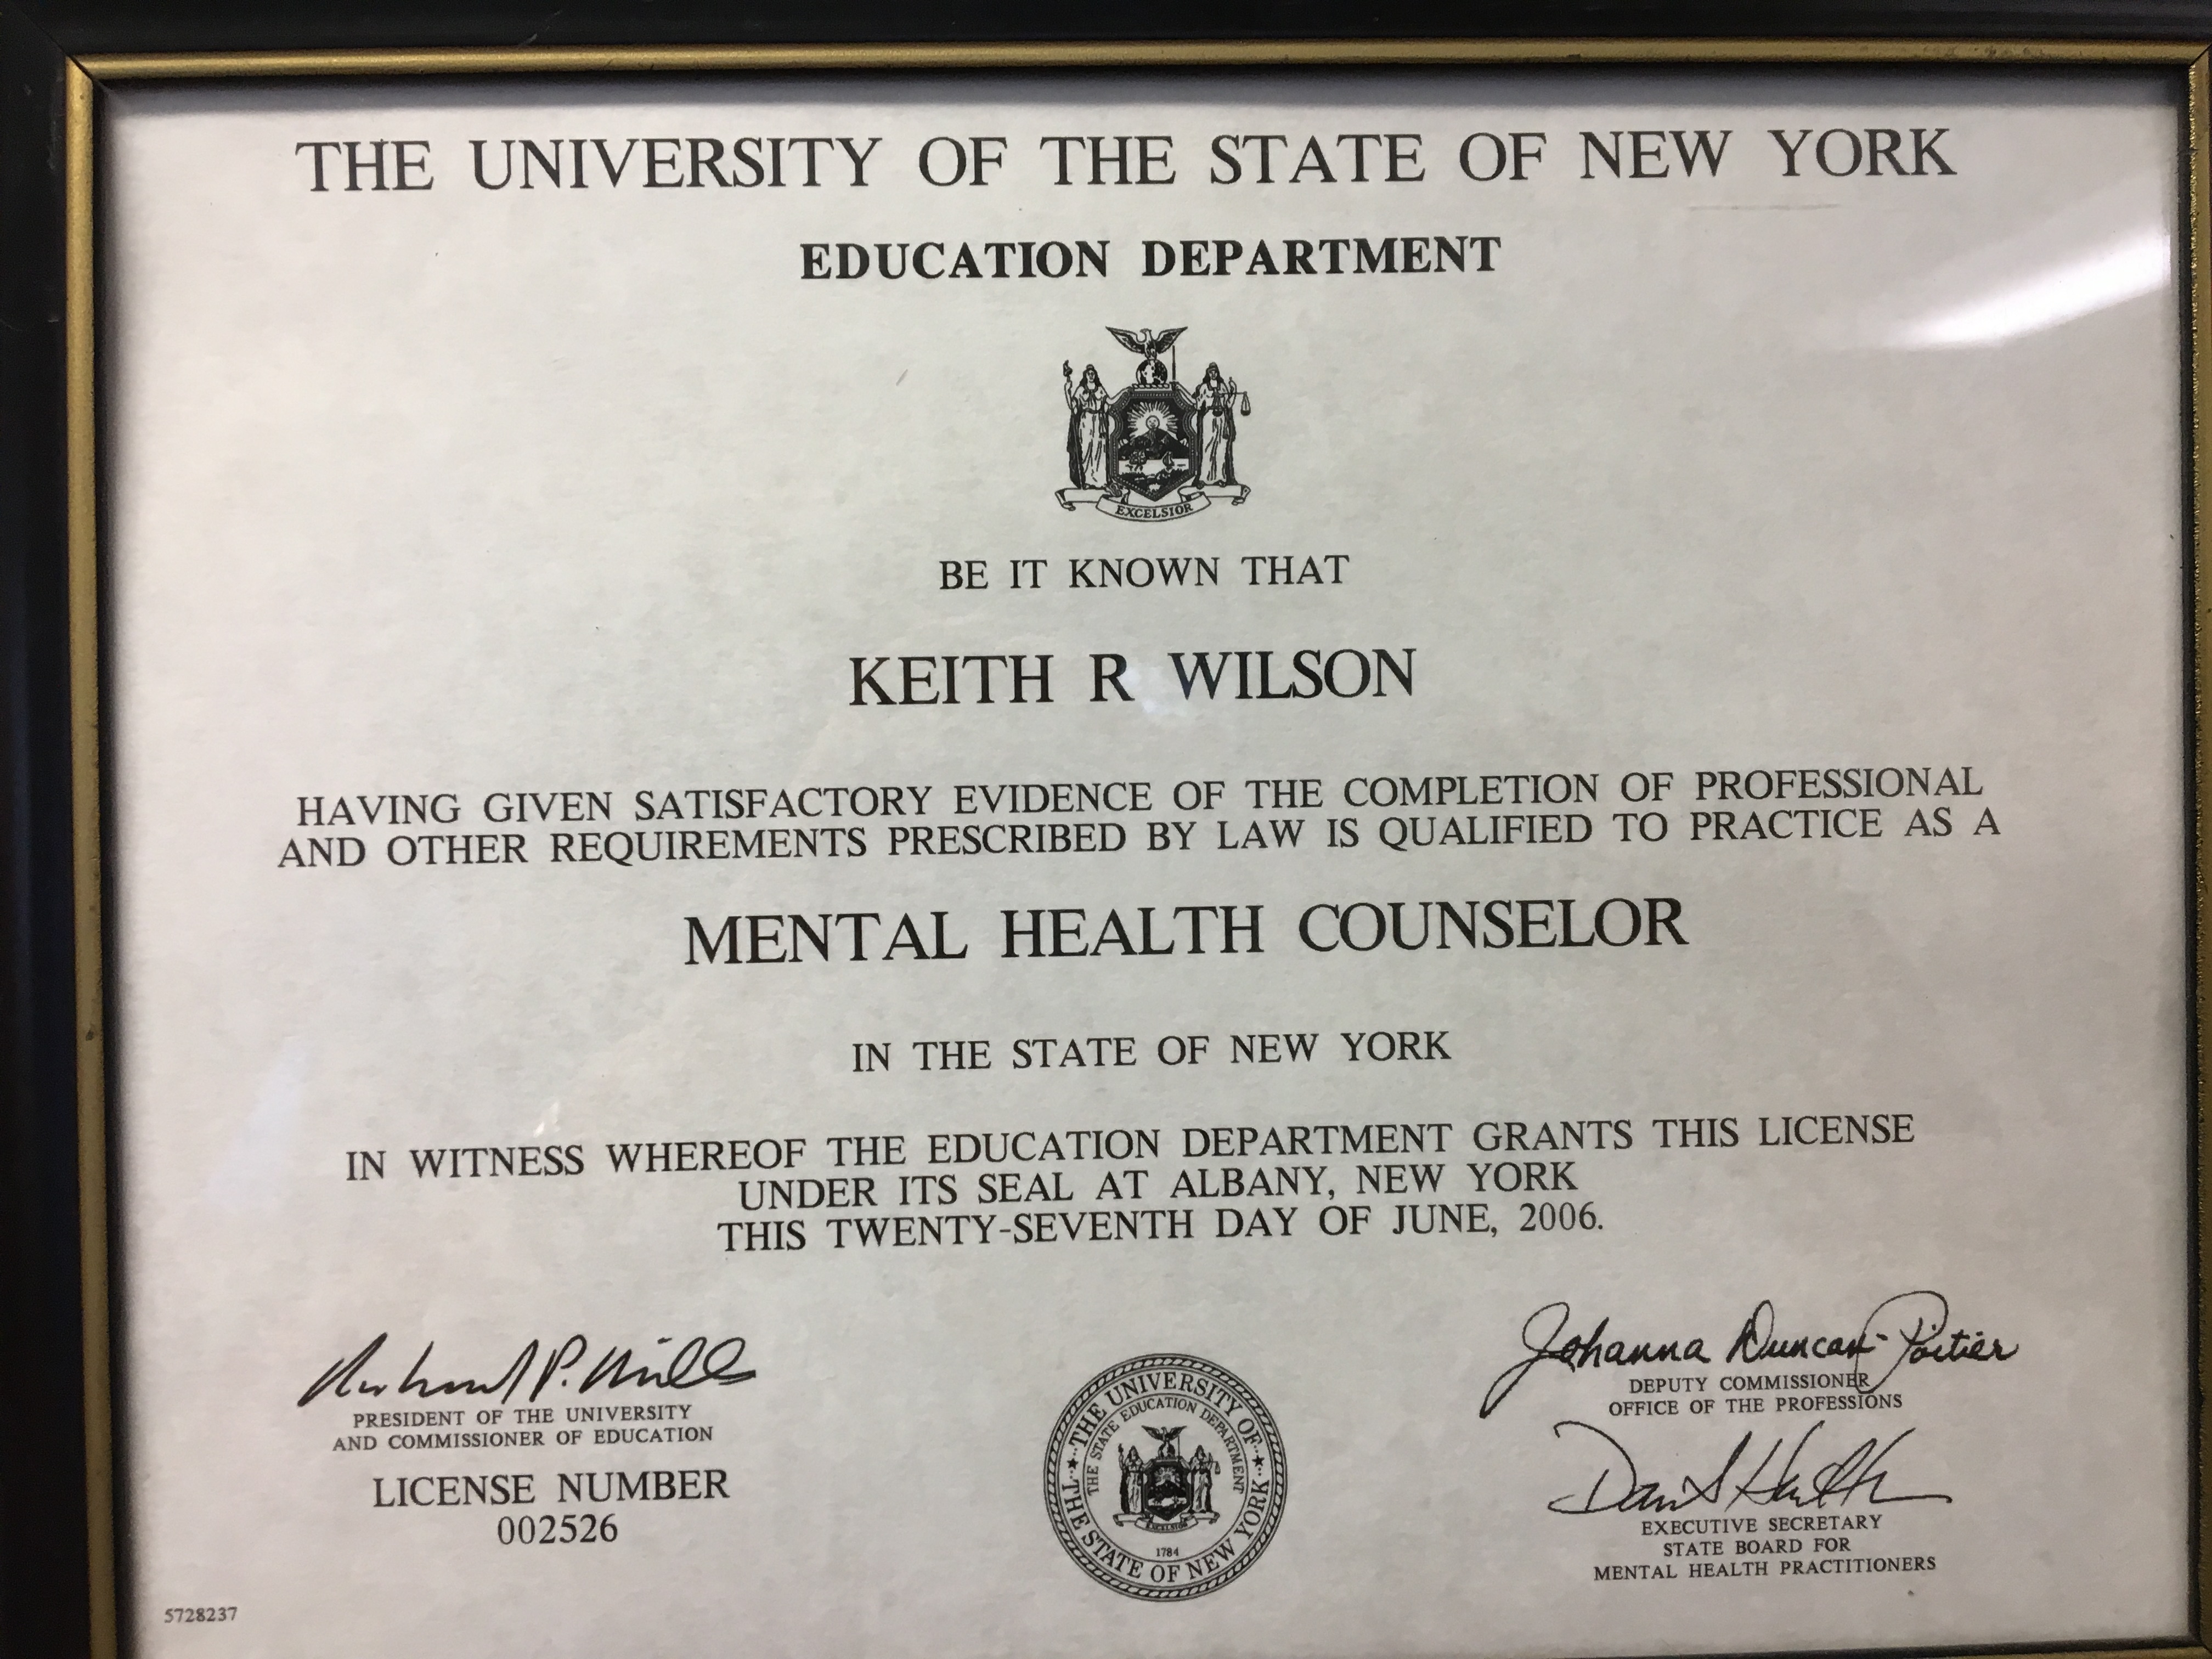 THE UNIVERSITY OF THE STATE OF NEW YORK
EDUCATION DEPARTMENT
EXCELSIOR
BE IT KNOWN THAT
KEITH R WILSON
HAVING GIVEN SATISFACTORY EVIDENCE OF THE COMPLETION OF PROFESSIONAL
AND OTHER REQUIREMENTS PRESCRIBED BY LAW IS QUALIFIED TO PRACTICE AS A
MENTAL HEALTH COUNSELOR
IN THE STATE OF NEW YORK
IN WITNESS WHEREOF THE EDUCATION DEPARTMENT GRANTS THIS LICENSE
UNDER ITS SEAL AT ALBANY, NEW YORK
THIS TWENTY-SEVENTH DAY OF JUNE, 2006.
Richard P. Mills
PRESIDENT OF THE UNIVERSITY
AND COMMISSIONER OF EDUCATION
LICENSE NUMBER
002526
5728237
THE UNIVERSITY OF THE STATE OF NEW YORK
THE STATE EDUCATION DEPARTMENT
EXCELSIOR
1784
Johanna Duncan-Poitier
DEPUTY COMMISSIONER
OFFICE OF THE PROFESSIONS
David
EXECUTIVE SECRETARY
STATE BOARD FOR
MENTAL HEALTH PRACTITIONERS